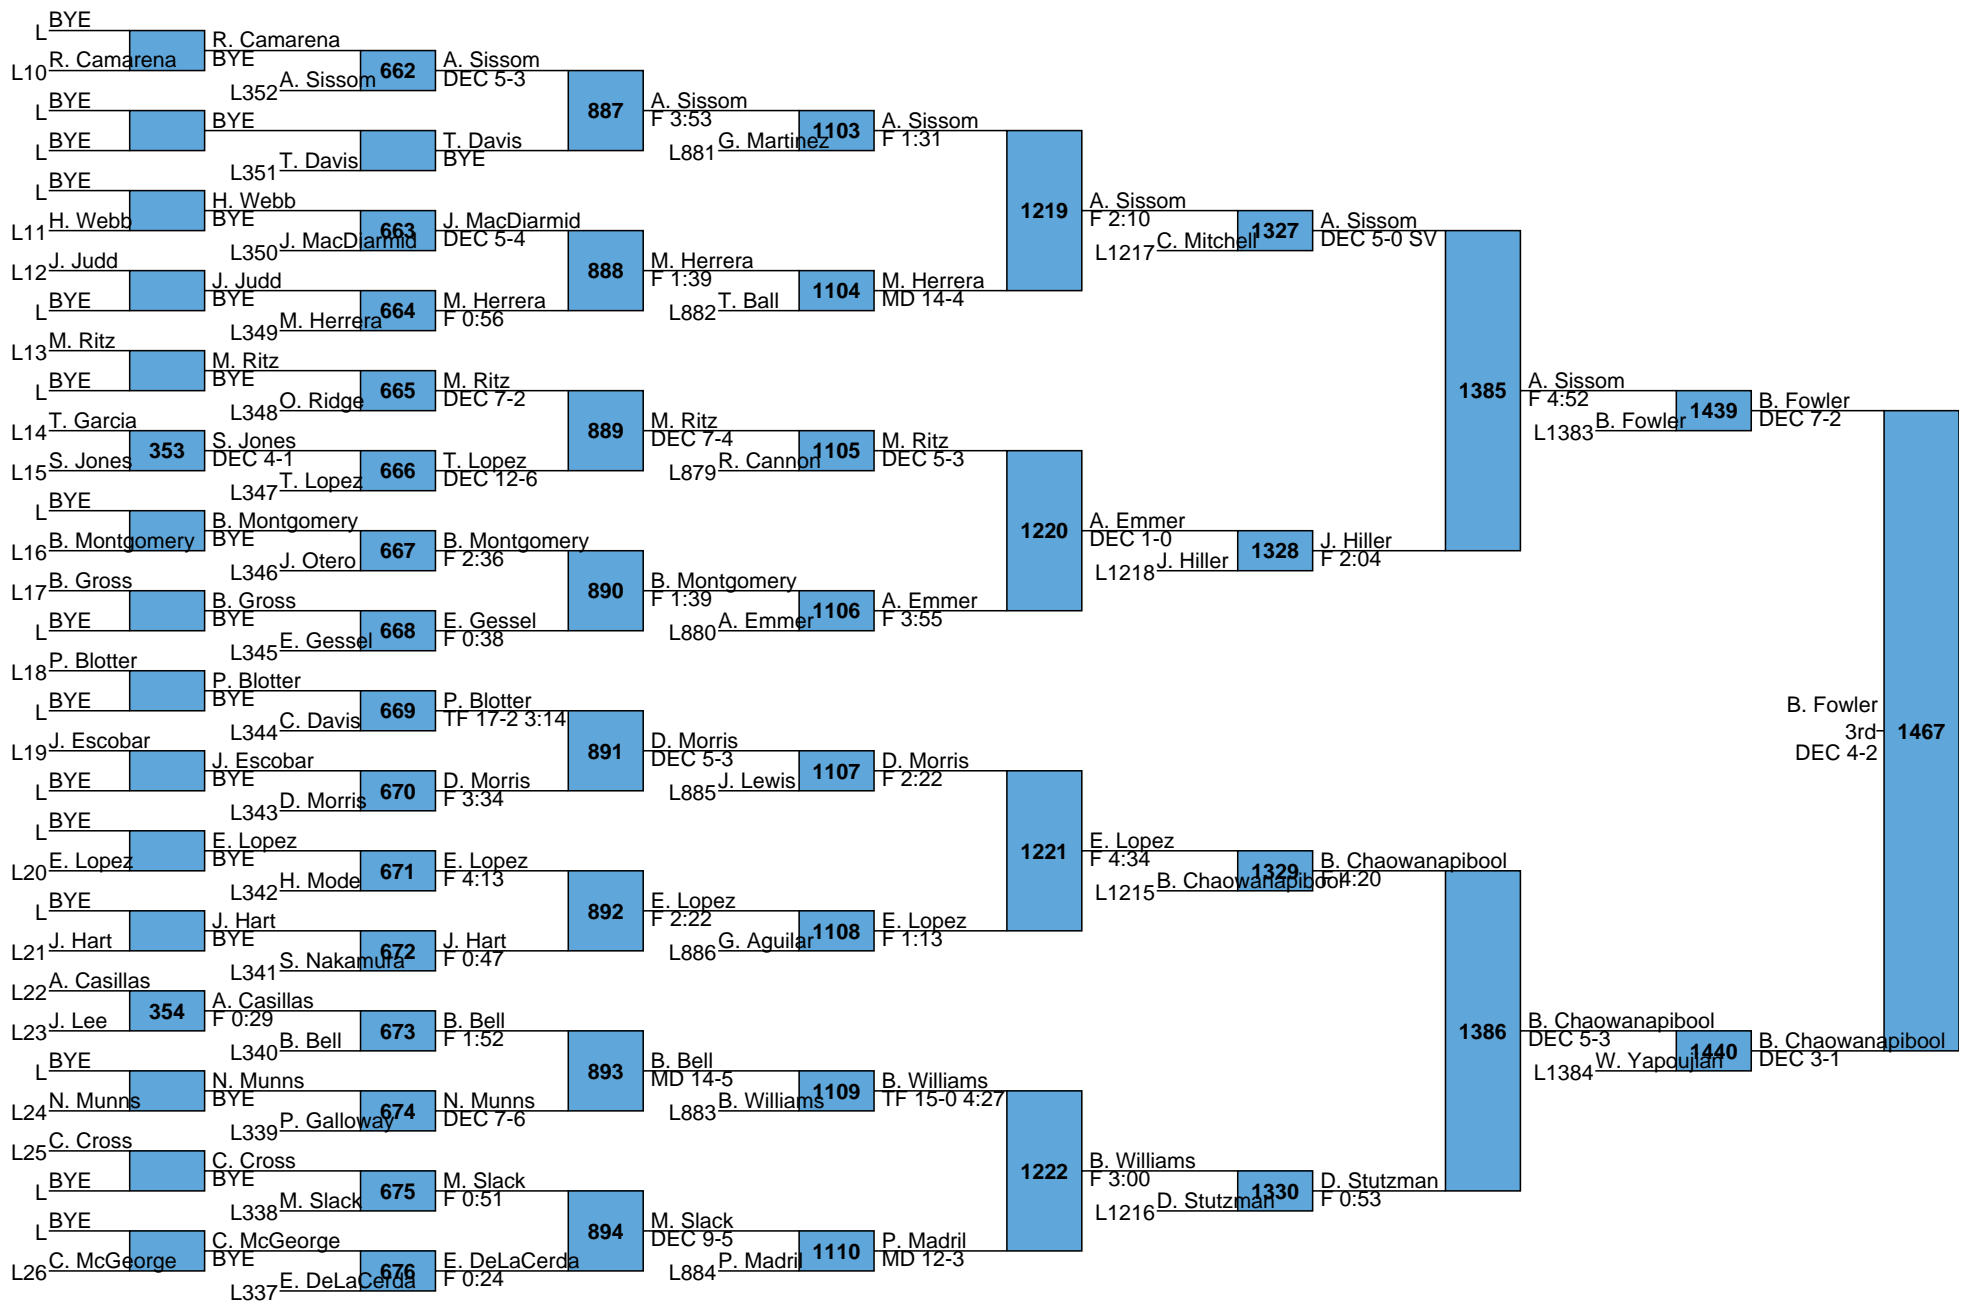 BYE
L
R. Camarena
L10
R. Camarena
BYE
A. Sissom
L352
662
A. Sissom
DEC 5-3
BYE
L
BYE
L
BYE
T. Davis
L351
T. Davis
BYE
887
A. Sissom
F 3:53
G. Martinez
L881
1103
A. Sissom
F 1:31
BYE
L
H. Webb
L11
H. Webb
BYE
J. MacDiarmid
L350
663
J. MacDiarmid
DEC 5-4
J. Judd
L12
BYE
L
J. Judd
BYE
M. Herrera
L349
664
M. Herrera
F 0:56
888
M. Herrera
F 1:39
T. Ball
L882
1104
M. Herrera
MD 14-4
1219
A. Sissom
F 2:10
C. Mitchell
L1217
1327
A. Sissom
DEC 5-0 SV
M. Ritz
L13
BYE
L
M. Ritz
BYE
O. Ridge
L348
665
M. Ritz
DEC 7-2
T. Garcia
L14
S. Jones
L15
353
S. Jones
DEC 4-1
T. Lopez
L347
666
T. Lopez
DEC 12-6
889
M. Ritz
DEC 7-4
R. Cannon
L879
1105
M. Ritz
DEC 5-3
BYE
L
B. Montgomery
L16
B. Montgomery
BYE
J. Otero
L346
667
B. Montgomery
F 2:36
B. Gross
L17
BYE
L
B. Gross
BYE
E. Gessel
L345
668
E. Gessel
F 0:38
890
B. Montgomery
F 1:39
A. Emmer
L880
1106
A. Emmer
F 3:55
1220
A. Emmer
DEC 1-0
J. Hiller
L1218
1328
J. Hiller
F 2:04
1385
A. Sissom
F 4:52
B. Fowler
L1383
1439
B. Fowler
DEC 7-2
P. Blotter
L18
BYE
L
P. Blotter
BYE
C. Davis
L344
669
P. Blotter
TF 17-2 3:14
J. Escobar
L19
BYE
L
J. Escobar
BYE
D. Morris
L343
670
D. Morris
F 3:34
891
D. Morris
DEC 5-3
J. Lewis
L885
1107
D. Morris
F 2:22
BYE
L
E. Lopez
L20
E. Lopez
BYE
H. Mode
L342
671
E. Lopez
F 4:13
BYE
L
J. Hart
L21
J. Hart
BYE
S. Nakamura
L341
672
J. Hart
F 0:47
892
E. Lopez
F 2:22
G. Aguilar
L886
1108
E. Lopez
F 1:13
1221
E. Lopez
F 4:34
B. Chaowanapibool
L1215
1329
B. Chaowanapibool
F 4:20
A. Casillas
L22
J. Lee
L23
354
A. Casillas
F 0:29
B. Bell
L340
673
B. Bell
F 1:52
BYE
L
N. Munns
L24
N. Munns
BYE
P. Galloway
L339
674
N. Munns
DEC 7-6
893
B. Bell
MD 14-5
B. Williams
L883
1109
B. Williams
TF 15-0 4:27
C. Cross
L25
BYE
L
C. Cross
BYE
M. Slack
L338
675
M. Slack
F 0:51
BYE
L
C. McGeorge
L26
C. McGeorge
BYE
E. DeLaCerda
L337
676
E. DeLaCerda
F 0:24
894
M. Slack
DEC 9-5
P. Madril
L884
1110
P. Madril
MD 12-3
1222
B. Williams
F 3:00
D. Stutzman
L1216
1330
D. Stutzman
F 0:53
1386
B. Chaowanapibool
DEC 5-3
W. Yapoujian
L1384
1440
B. Chaowanapibool
DEC 3-1
B. Fowler
3rd
DEC 4-2
1467